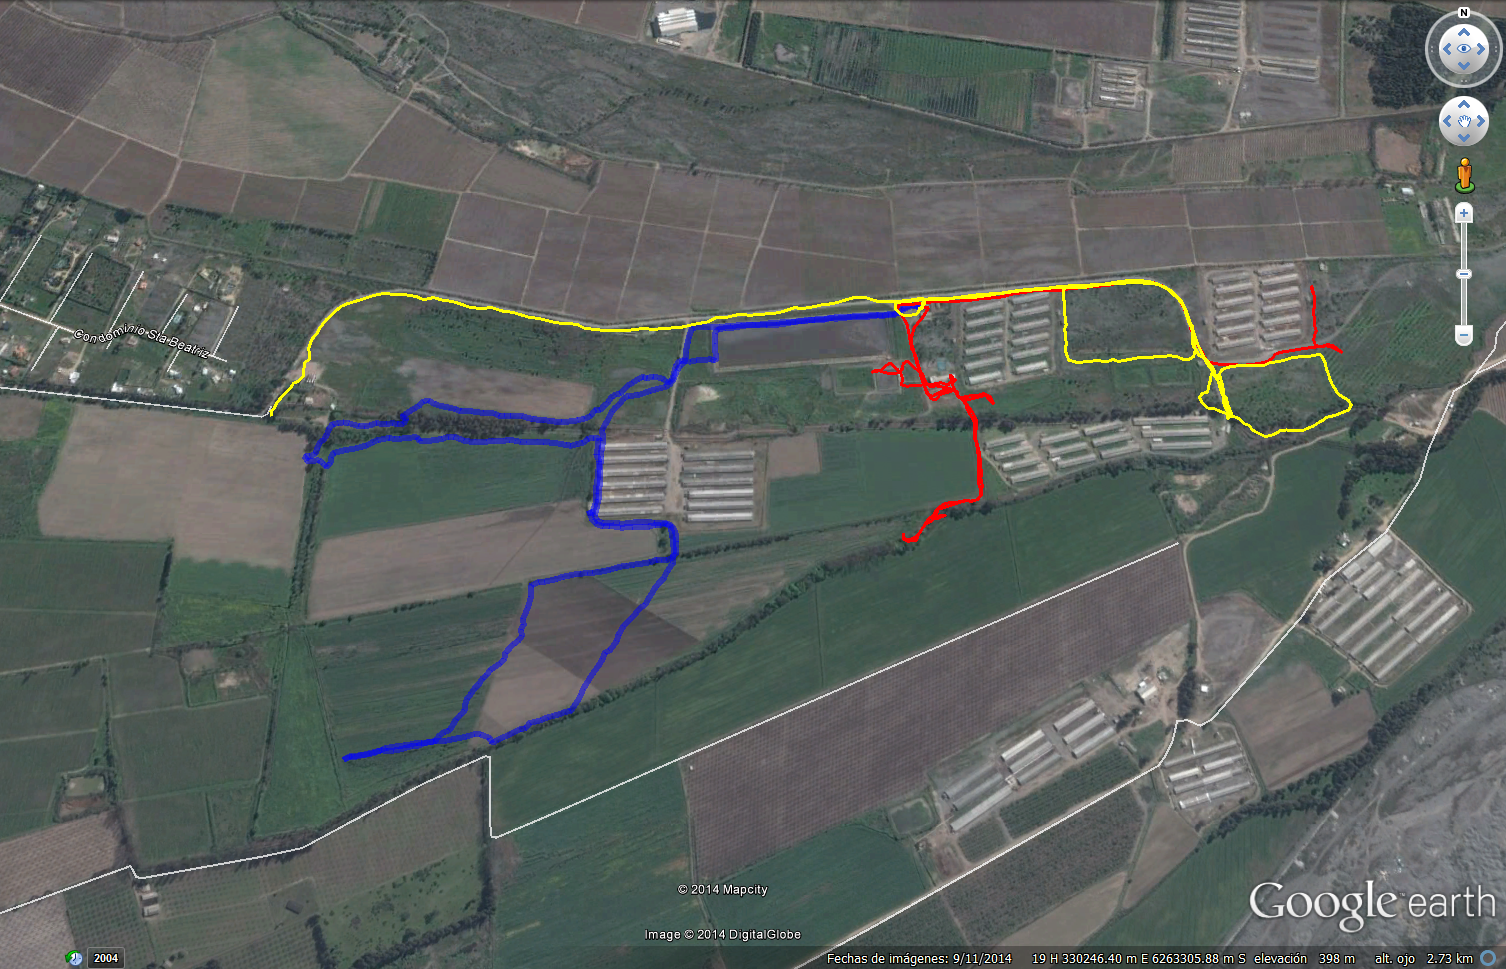 N
Condominio Sta Beatriz
© 2014 Mapcity
Google earth
Image © 2014 DigitalGlobe
2004
Fechas de imágenes: 9/11/2014 19 H 330246.40 m E 6263305.88 m S elevación 398 m alt. ojo 2.73 km